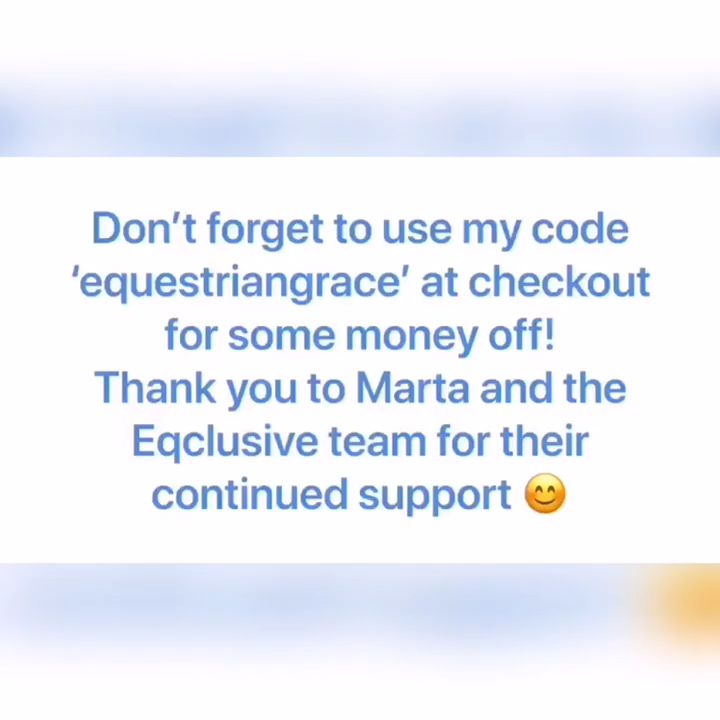 Don’t forget to use my code
‘equestriangrace’ at checkout
for some money off!
Thank you to Marta and the
Eqclusive team for their
continued support 😊